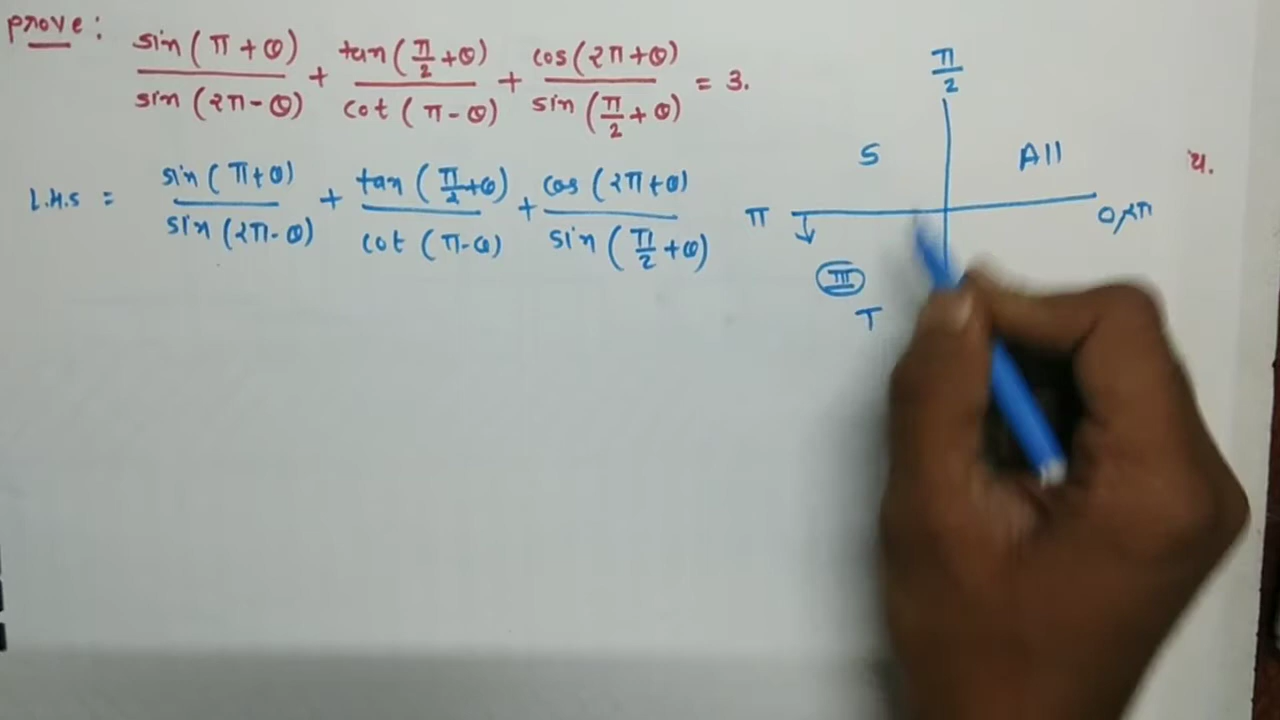 prove: sin(π+θ)/sin(2π-θ) + tan(π/2+θ)/cot(π-θ) + cos(2π+θ)/sin(π/2+θ) = 3.
L.H.S = sin(π+θ)/sin(2π-θ) + tan(π/2+θ)/cot(π-θ) + cos(2π+θ)/sin(π/2+θ)
π/2
S All
π 0,2π
III
T
4.